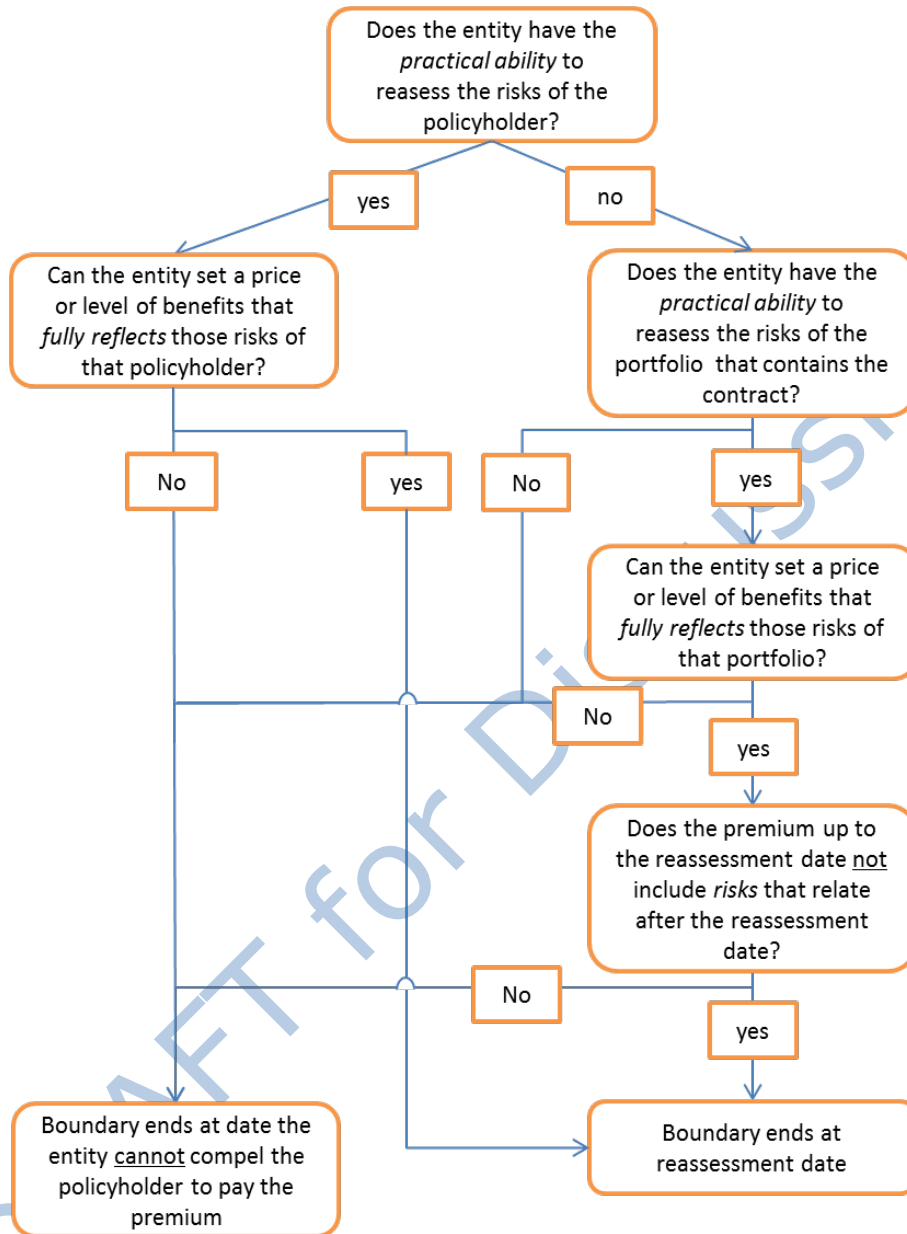 Does the entity have the
practical ability to
reasess the risks of the
policyholder?
yes
no
Can the entity set a price
or level of benefits that
fully reflects those risks of
that policyholder?
Does the entity have the
practical ability to
reasess the risks of the
portfolio that contains the
contract?
No
yes
No
yes
Can the entity set a price
or level of benefits that
fully reflects those risks of
that portfolio?
No
yes
Does the premium up to
the reassessment date not
include risks that relate
after the reassessment
date?
No
yes
Boundary ends at date the
entity cannot compel the
policyholder to pay the
premium
Boundary ends at
reassessment date
AFT for Discussi